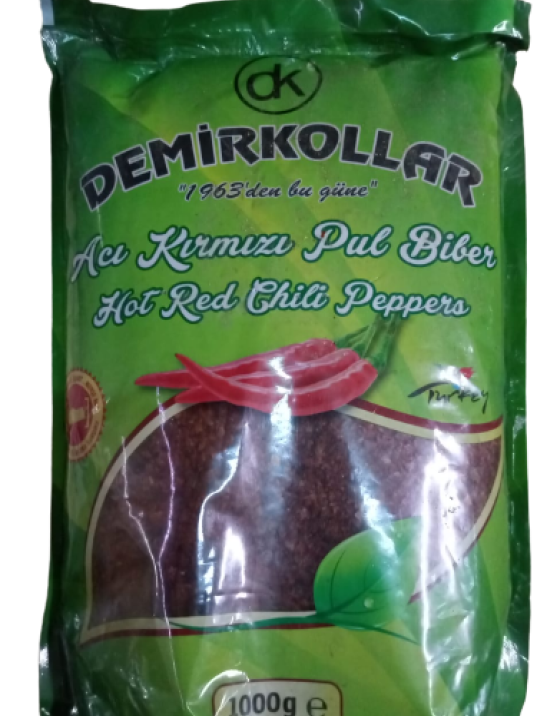 DK
DEMİRKOLLAR
"1963'den bu güne"
Acı Kırmızı Pul Biber
Hot Red Chili Peppers
Turkey
1000g e